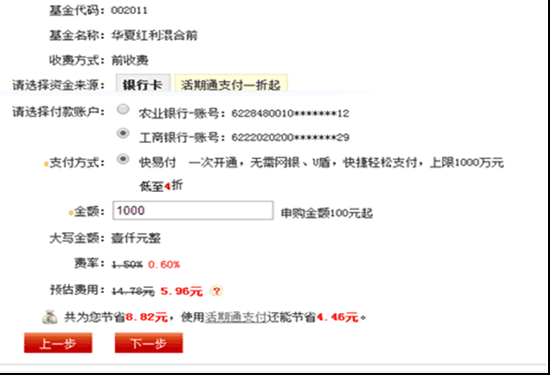 基金代码：002011
基金名称：华夏红利混合前
收费方式：前收费
请选择资金来源：银行卡 活期通支付一折起
请选择付款账户：农业银行-账号：6228480010*******12
工商银行-账号：6222020200*******29
*支付方式：快易付 一次开通，无需网银、U盾，快捷轻松支付，上限1000万元
低至4折
*金额：1000 申购金额100元起
大写金额：壹仟元整
费率：1.50% 0.60%
预估费用：14.78元 5.96元 ?
共为您节省8.82元，使用活期通支付还能节省4.46元。
上一步 下一步